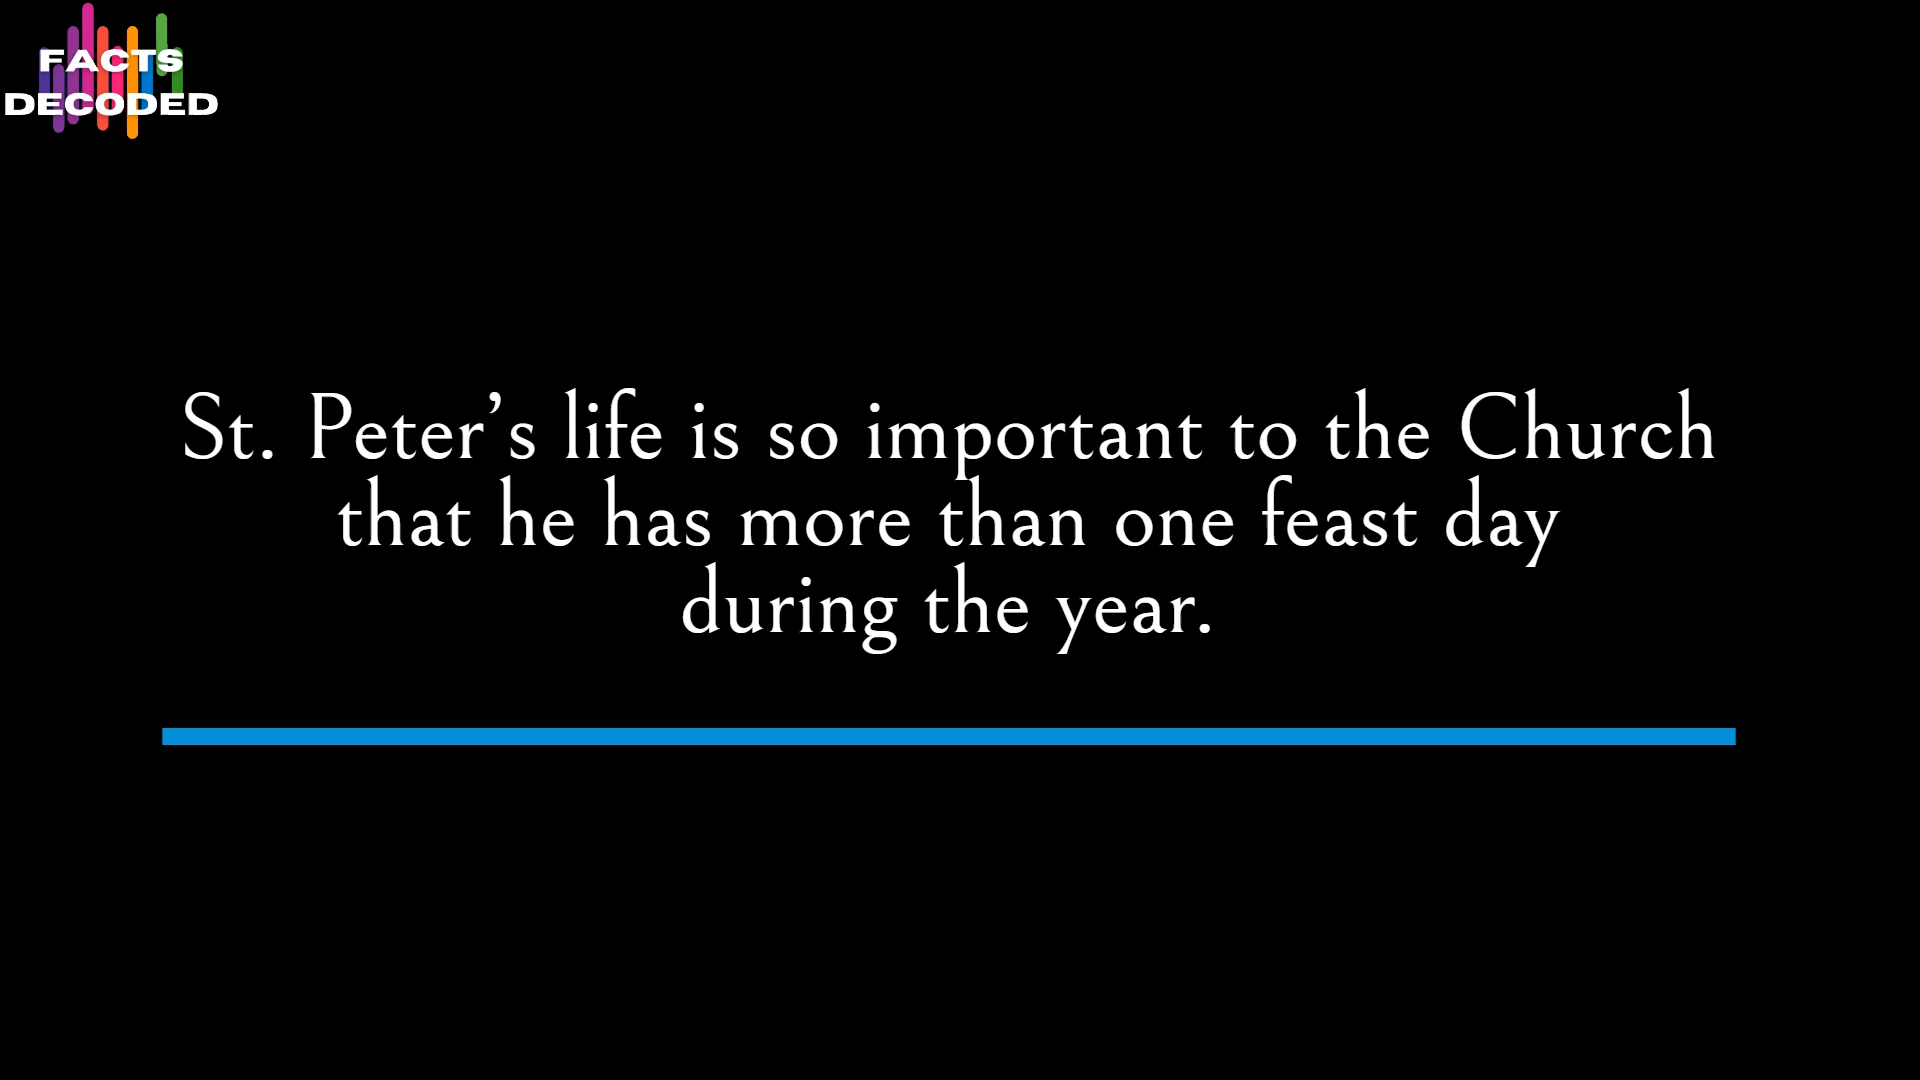 FACTS
DECODED
St. Peter’s life is so important to the Church
that he has more than one feast day
during the year.